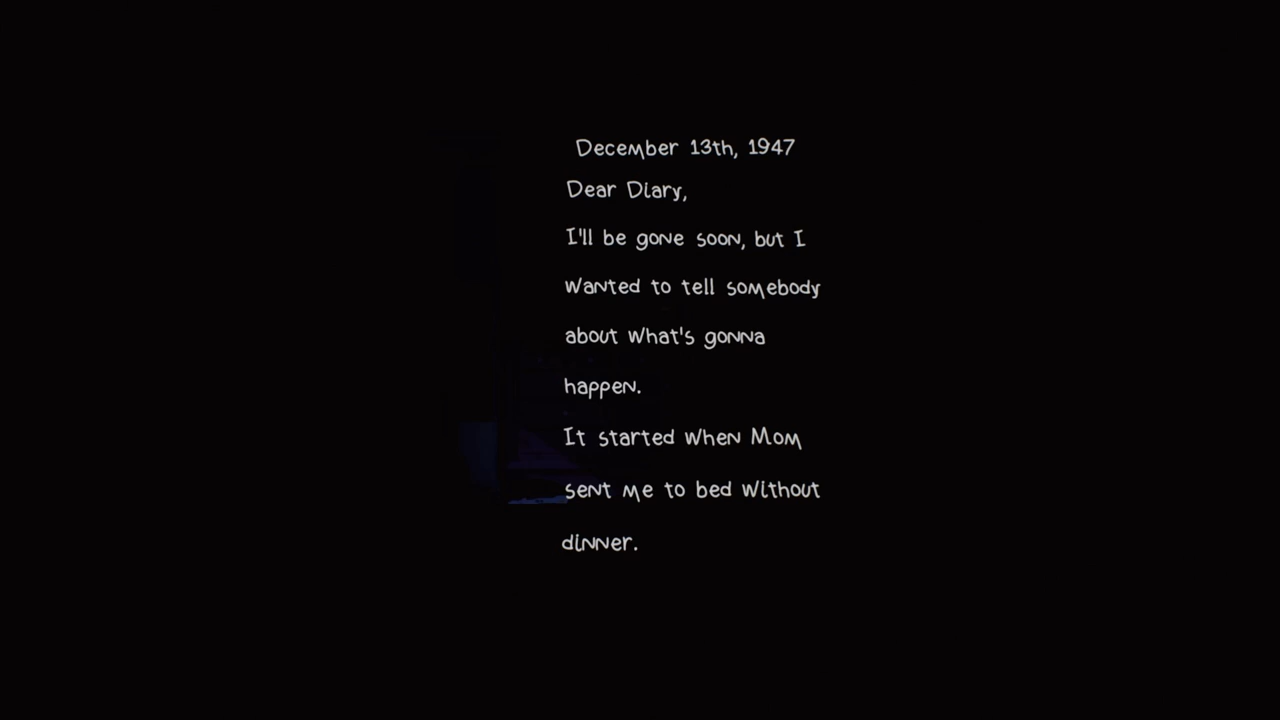 December 13th, 1947
Dear Diary,
I'll be gone soon, but I
wanted to tell somebody
about what's gonna
happen.
It started when Mom
sent me to bed without
dinner.